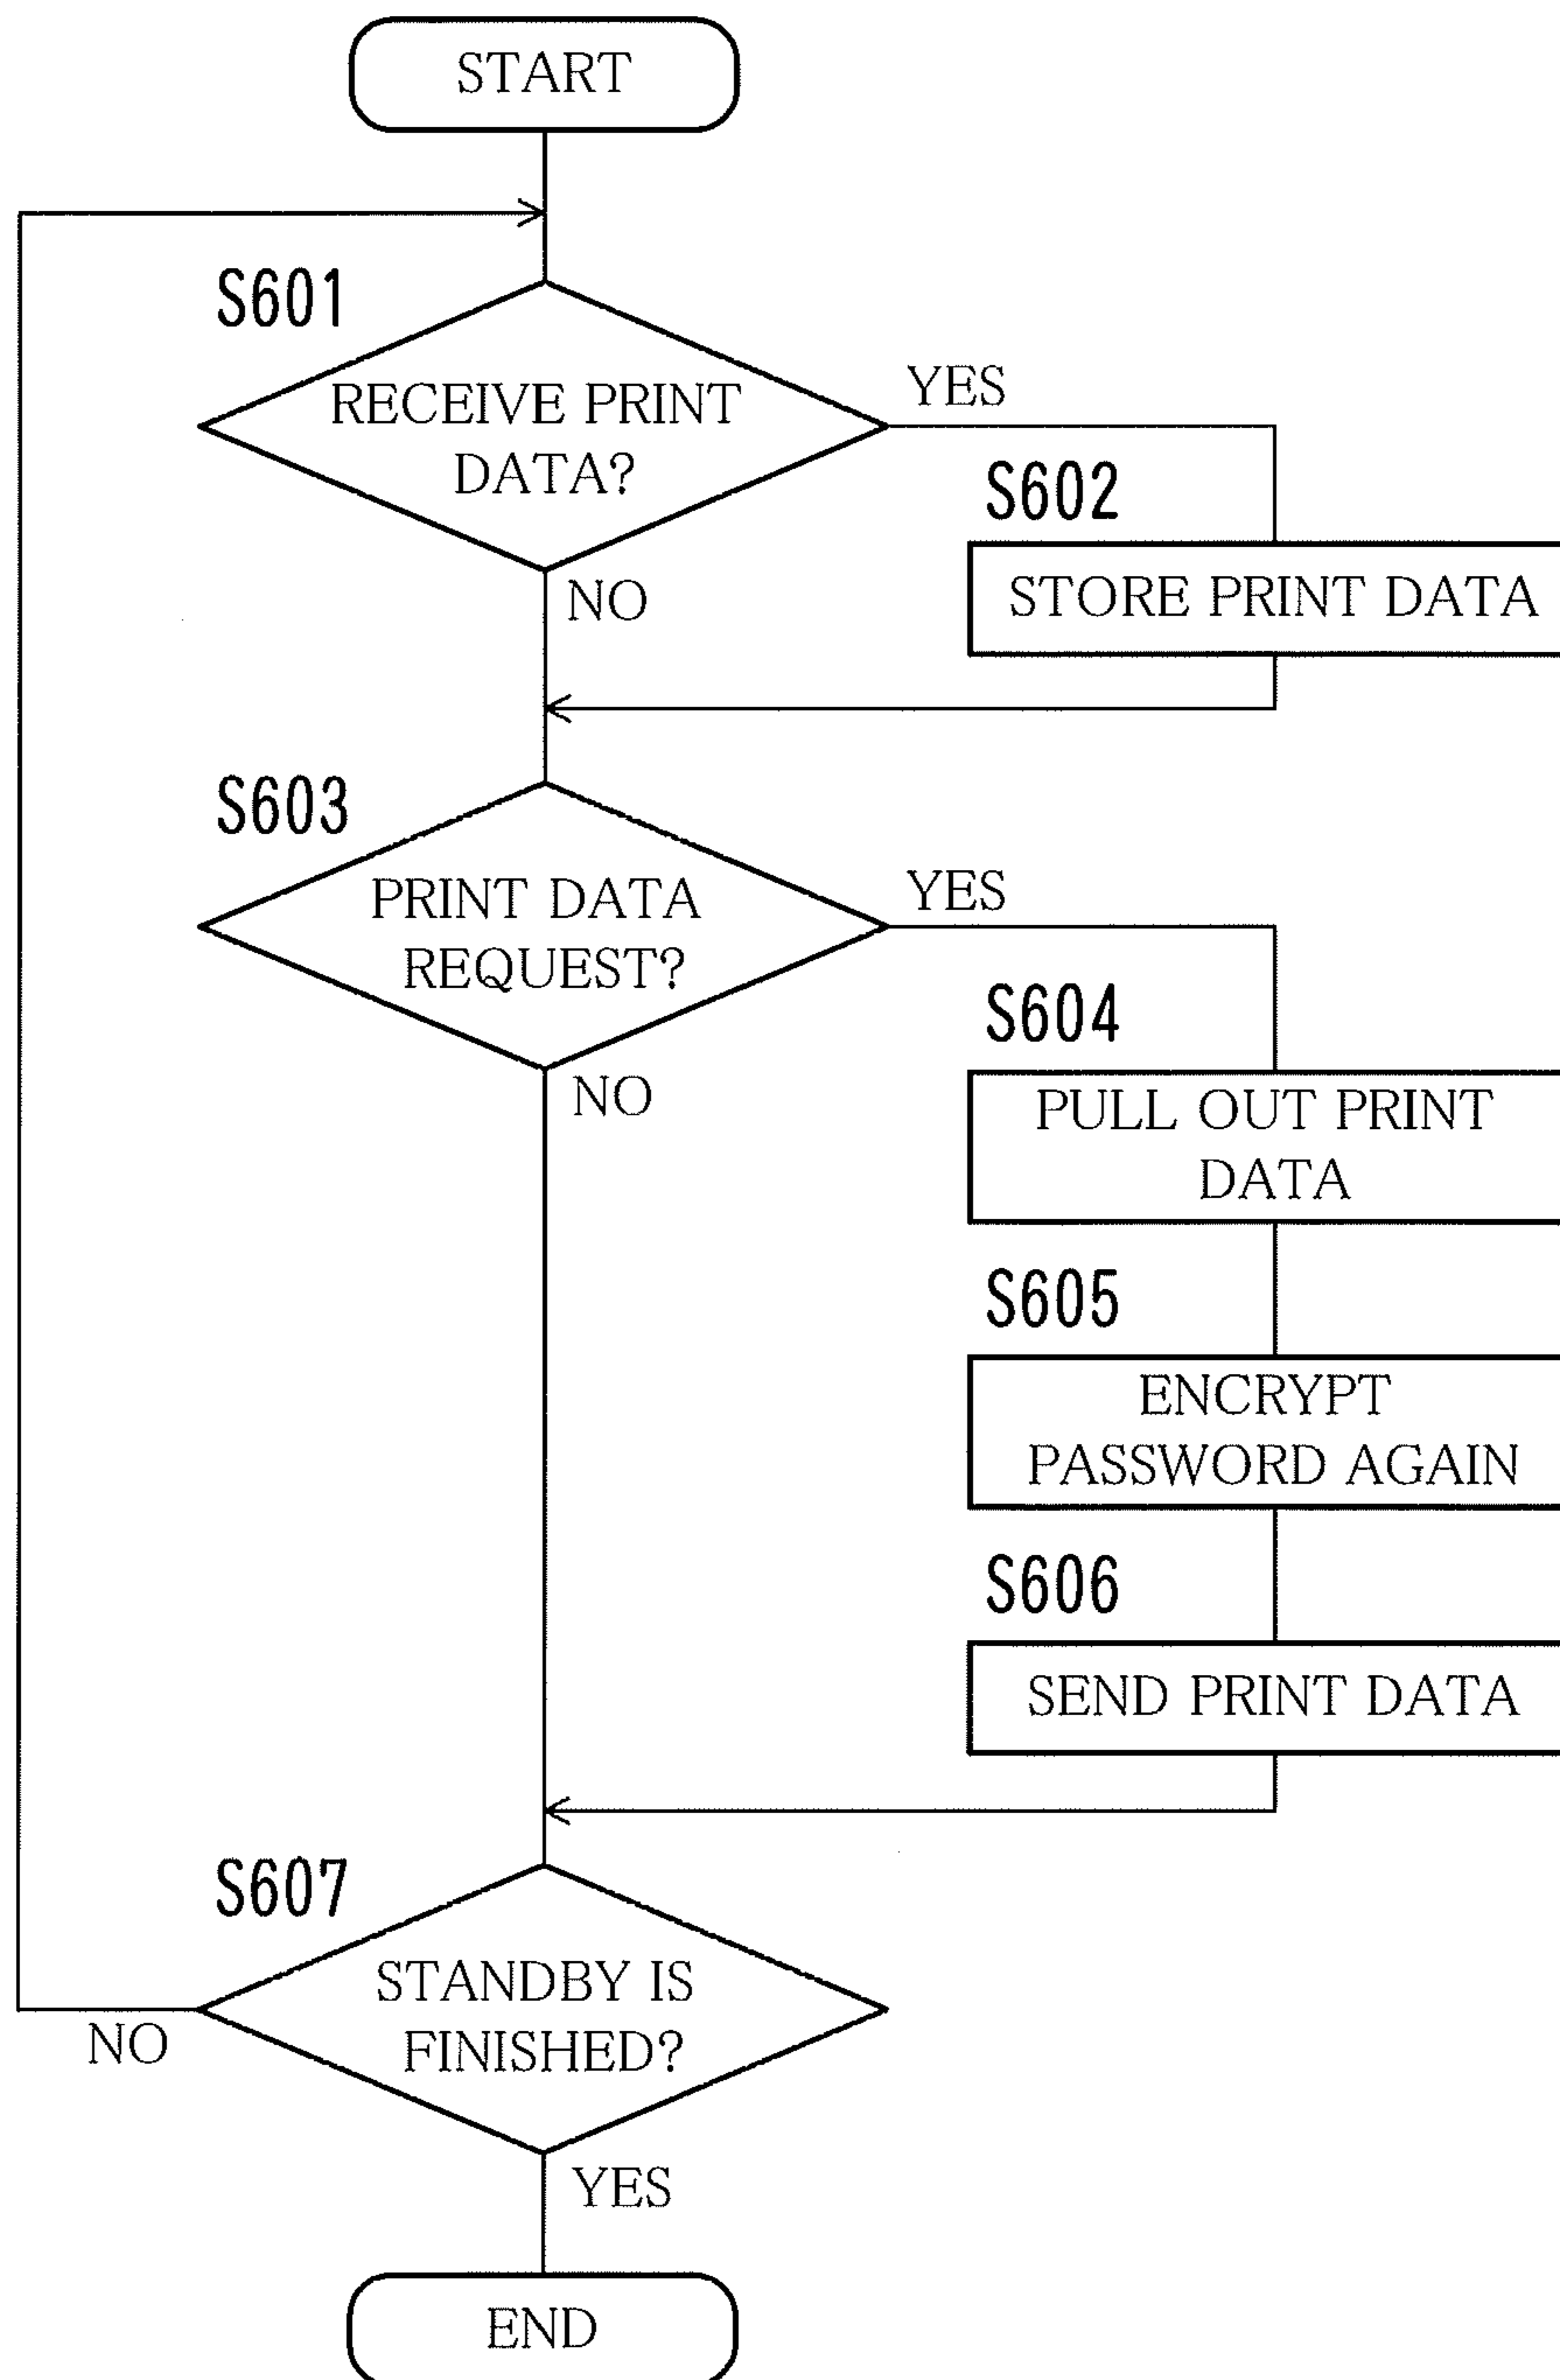 START
S601
RECEIVE PRINT
DATA?
YES
NO
S602
STORE PRINT DATA
S603
PRINT DATA
REQUEST?
YES
NO
S604
PULL OUT PRINT
DATA
S605
ENCRYPT
PASSWORD AGAIN
S606
SEND PRINT DATA
S607
STANDBY IS
FINISHED?
NO
YES
END